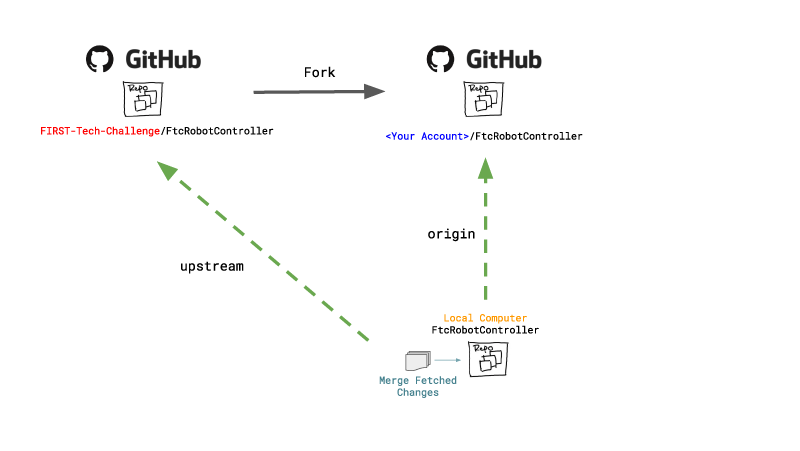 GitHub
GitHub
Fork
Repo
Repo
FIRST-Tech-Challenge/FtcRobotController
<Your Account>/FtcRobotController
origin
upstream
Local Computer
FtcRobotController
Repo
Merge Fetched
Changes